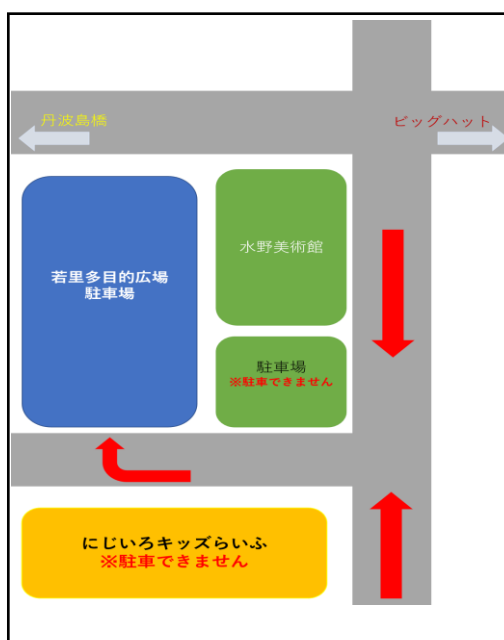 丹波島橋
ビッグハット
水野美術館
若里多目的広場
駐車場
駐車場
※駐車できません
にじいろキッズらいふ
※駐車できません